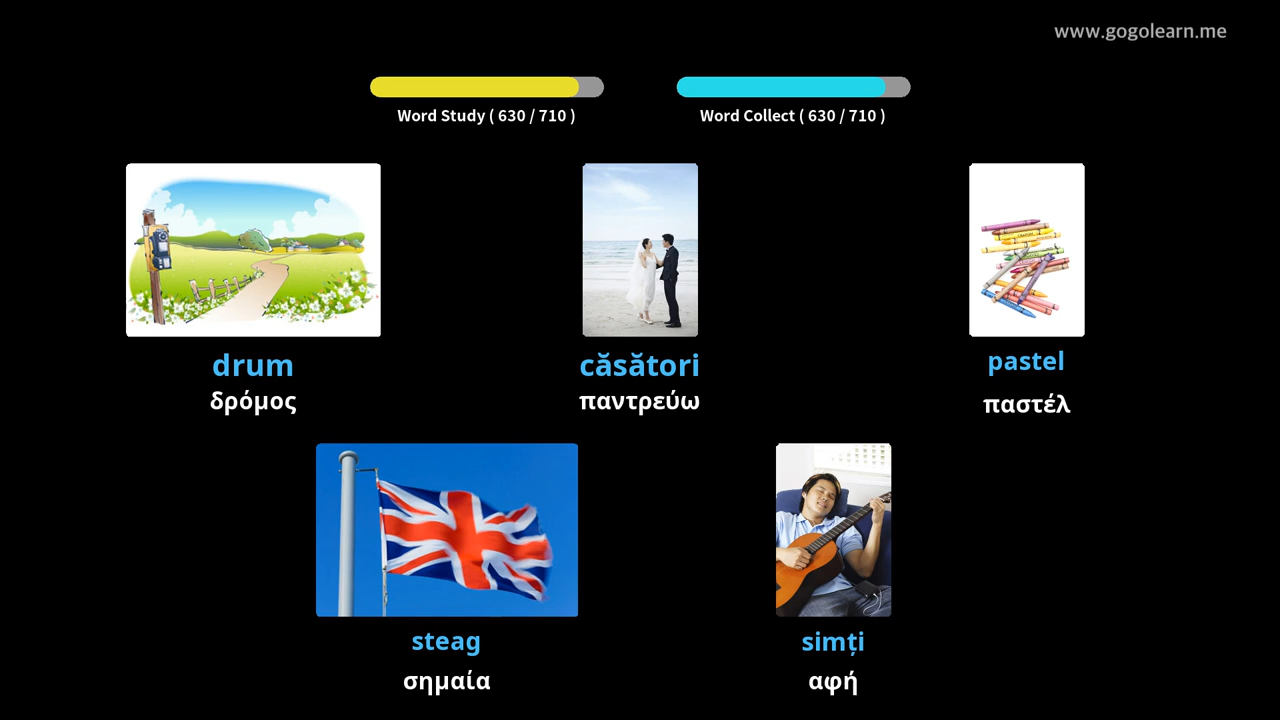 www.gogolearn.me
Word Study ( 630 / 710 )
Word Collect ( 630 / 710 )
drum
δρόμος
căsători
παντρεύω
pastel
παστέλ
steag
σημαία
simți
αφή